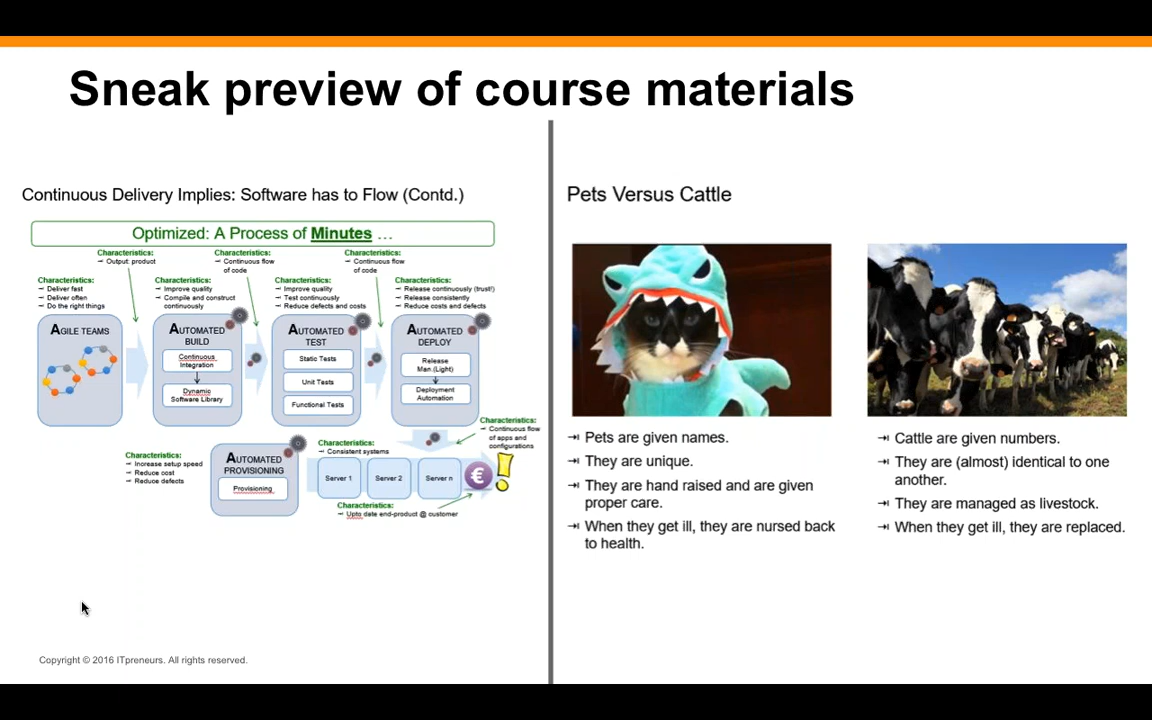 Sneak preview of course materials
Continuous Delivery Implies: Software has to Flow (Contd.)
Optimized: A Process of Minutes ...
Characteristics:
⇥ Output: product
Characteristics:
⇥ Continuous flow
of code
Characteristics:
⇥ Continuous flow
of code
Characteristics:
⇥ Deliver fast
⇥ Deliver often
⇥ Do the right things
Characteristics:
⇥ Improve quality
⇥ Compile and construct
continuously
Characteristics:
⇥ Improve quality
⇥ Test continuously
⇥ Reduce defects and costs
Characteristics:
⇥ Release continuously (trust!)
⇥ Release consistently
⇥ Reduce costs and defects
AGILE TEAMS
AUTOMATED
BUILD
Continuous
Integration
Dynamic
Software Library
AUTOMATED
TEST
Static Tests
Unit Tests
Functional Tests
AUTOMATED
DEPLOY
Release
Man.(Light)
Deployment
Automation
Characteristics:
⇥ Continuous flow
of apps and
configurations
Characteristics:
⇥ Increase setup speed
⇥ Reduce cost
⇥ Reduce defects
AUTOMATED
PROVISIONING
Provisioning
Characteristics:
⇥ Consistent systems
Server 1
Server 2
Server n
€
!
Characteristics:
⇥ Upto date end-product @ customer
Copyright © 2016 ITpreneurs. All rights reserved.
Pets Versus Cattle
⇥ Pets are given names.
⇥ They are unique.
⇥ They are hand raised and are given
proper care.
⇥ When they get ill, they are nursed back
to health.
⇥ Cattle are given numbers.
⇥ They are (almost) identical to one
another.
⇥ They are managed as livestock.
⇥ When they get ill, they are replaced.